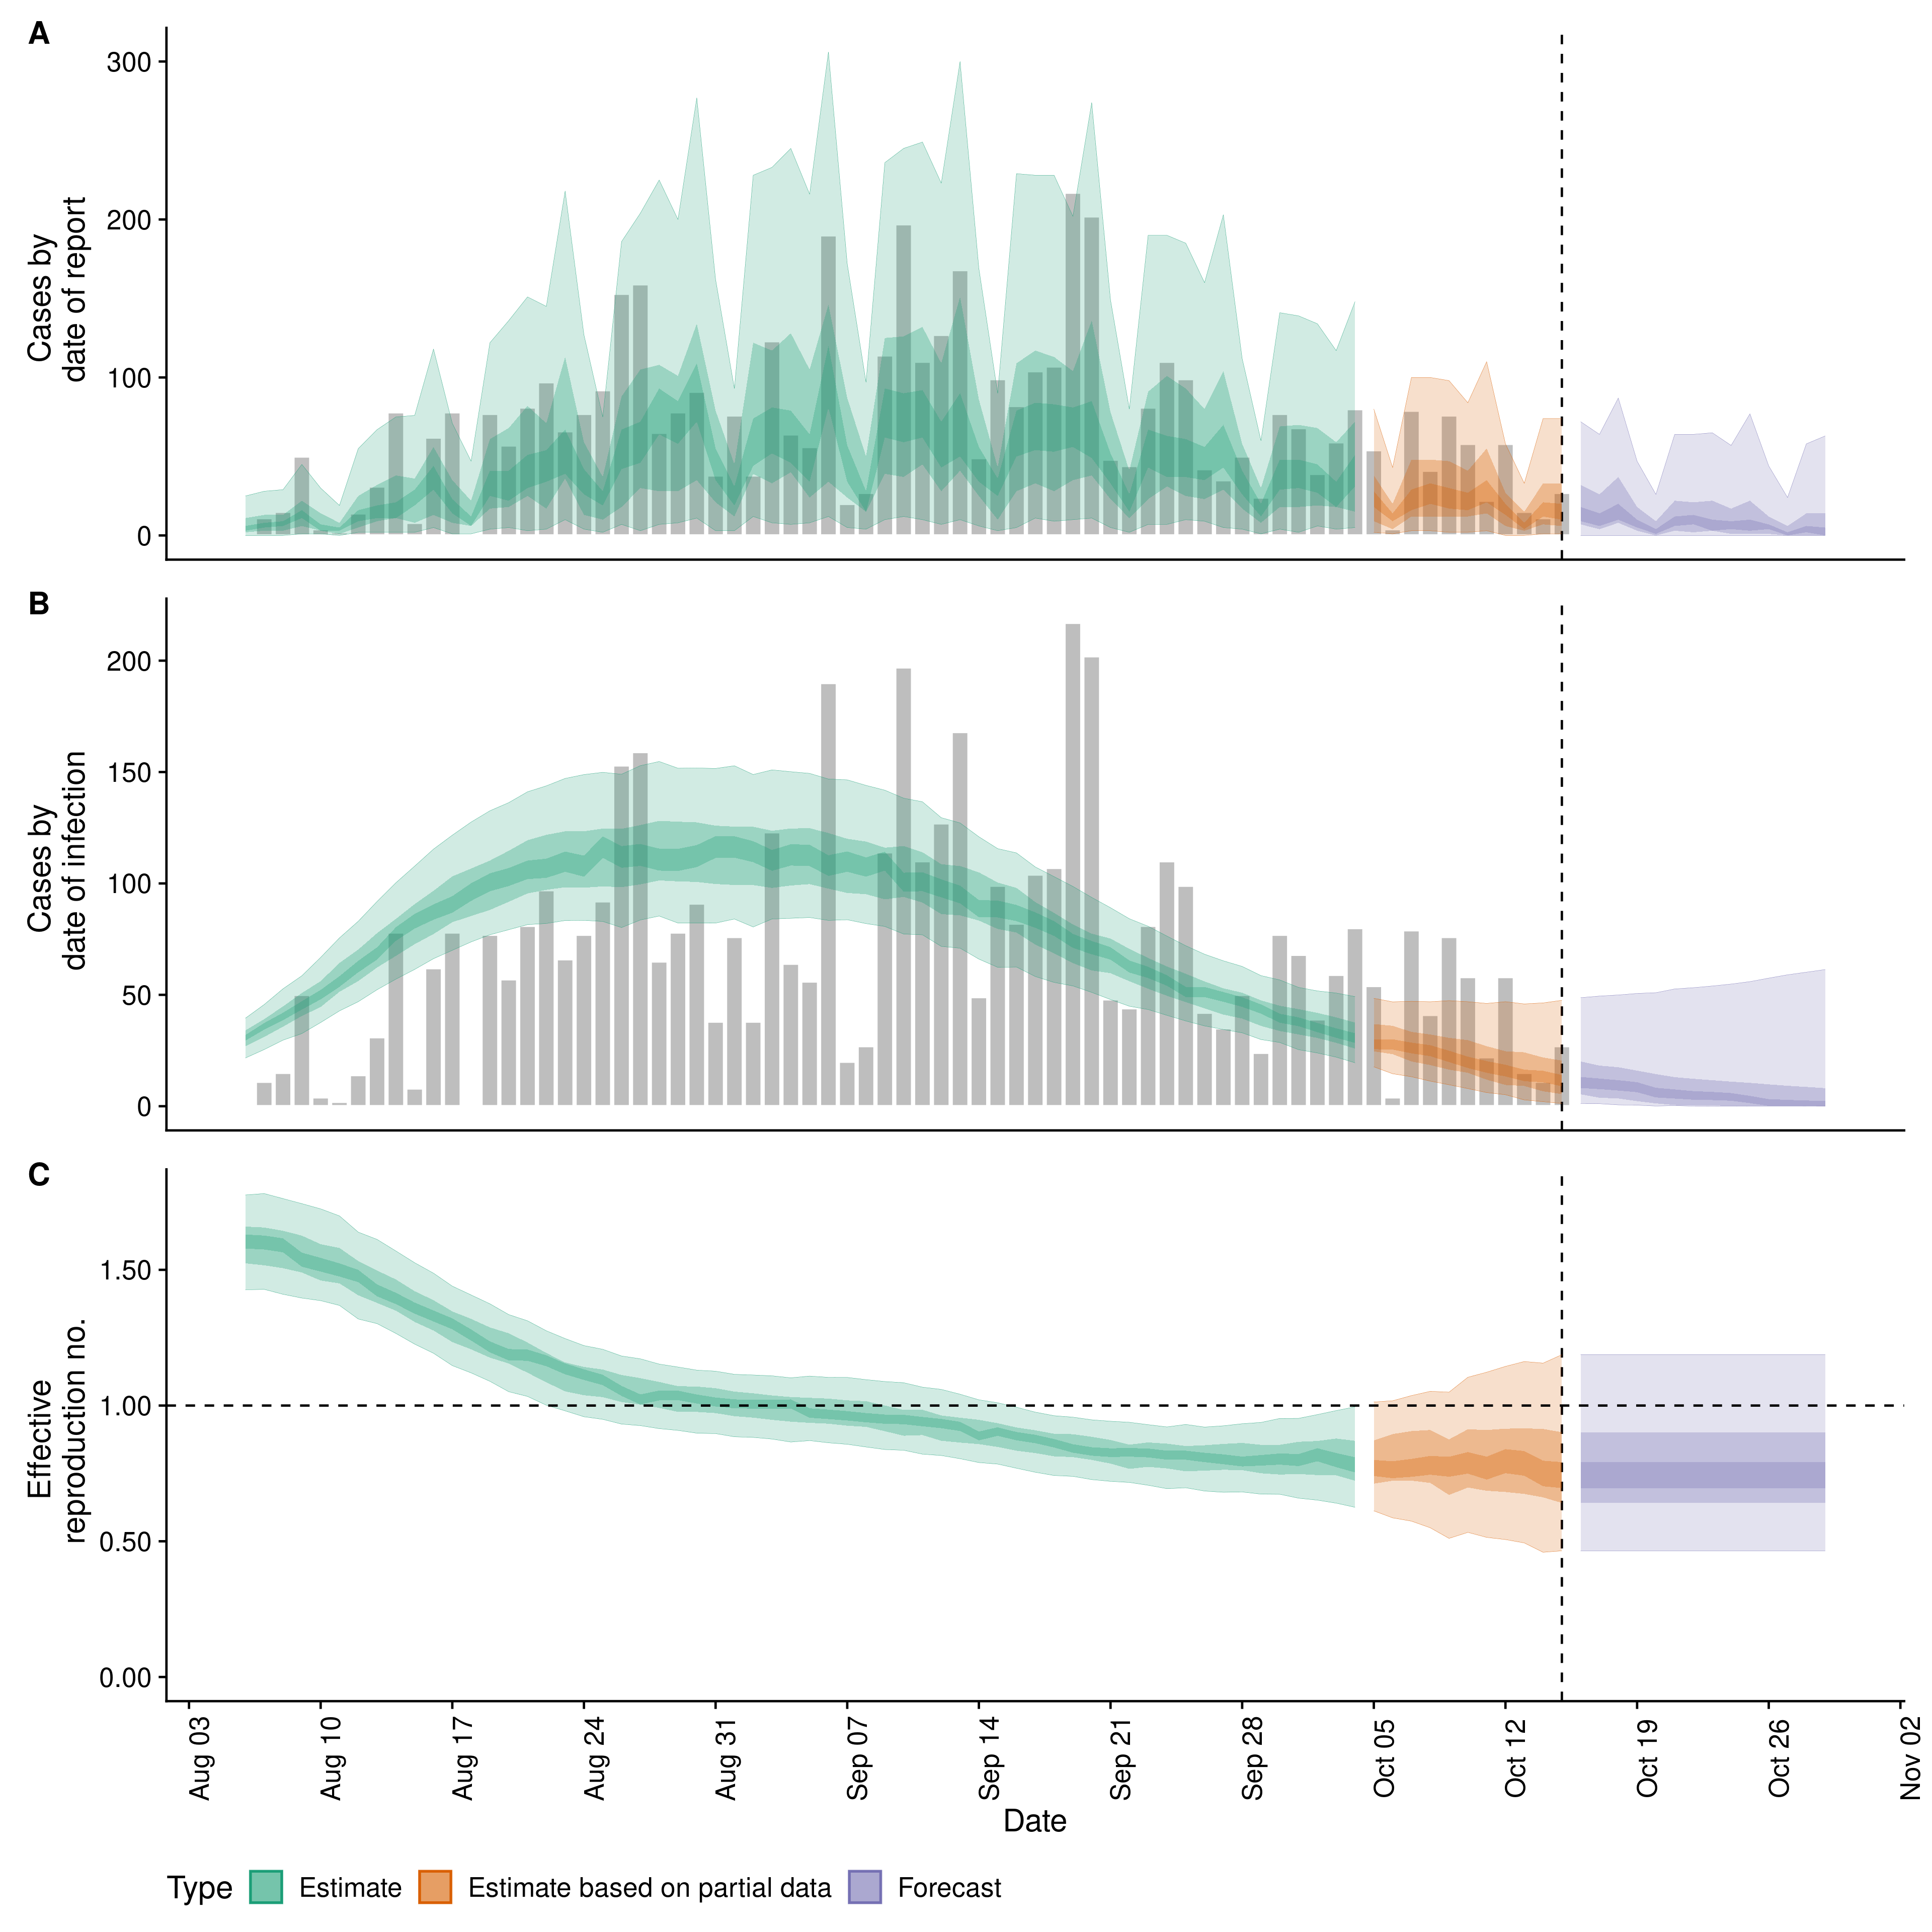 A
300
200
100
0
Cases by
date of report
B
200
150
100
50
0
Cases by
date of infection
C
1.50
1.00
0.50
0.00
Effective
reproduction no.
Aug 03
Aug 10
Aug 17
Aug 24
Aug 31
Sep 07
Sep 14
Sep 21
Sep 28
Oct 05
Oct 12
Oct 19
Oct 26
Nov 02
Date
Type Estimate Estimate based on partial data Forecast